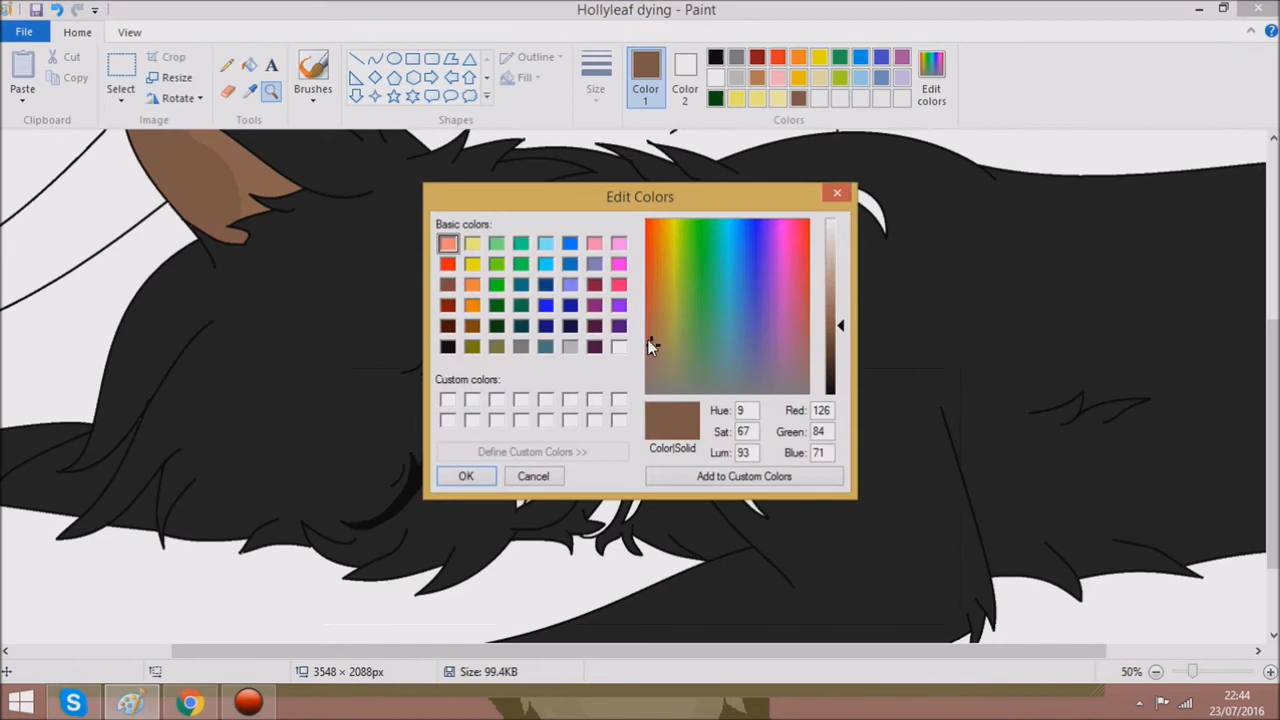 Hollyleaf dying - Paint
File Home View
Paste
Cut
Copy
Clipboard
Select
Crop
Resize
Rotate
Image
A
Tools
Brushes
Outline
Fill
Shapes
Size
Color
1
Color
2
Edit
colors
Colors
Edit Colors
Basic colors:
Custom colors:
Define Custom Colors >>
OK Cancel
Color|Solid
Hue: 9 Red: 126
Sat: 67 Green: 84
Lum: 93 Blue: 71
Add to Custom Colors
3548 × 2088px Size: 99.4KB 50%
22:44
23/07/2016